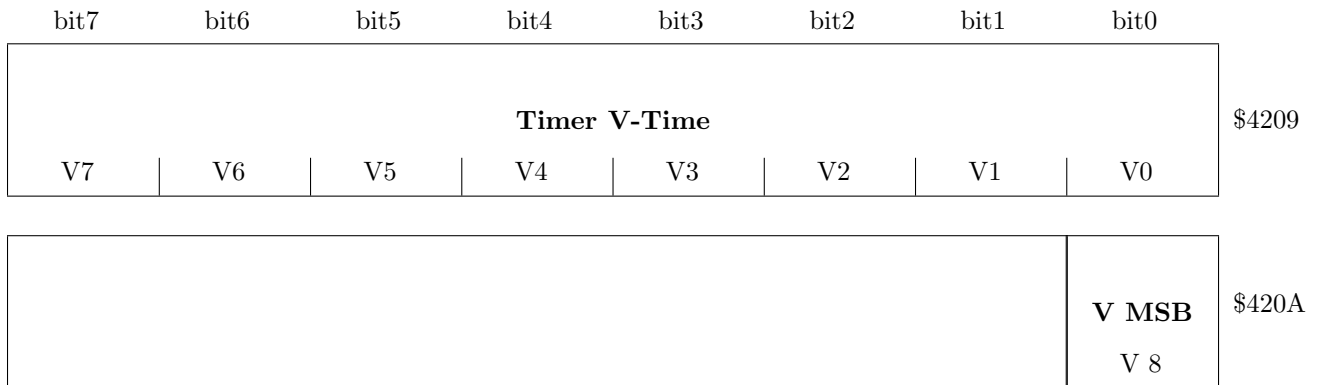 bit7 bit6 bit5 bit4 bit3 bit2 bit1 bit0
Timer V-Time
$4209
V7 V6 V5 V4 V3 V2 V1 V0
$420A
V MSB
V 8